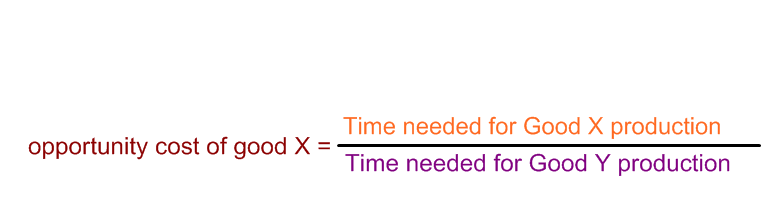 Time needed for Good X production
opportunity cost of good X =
Time needed for Good Y production